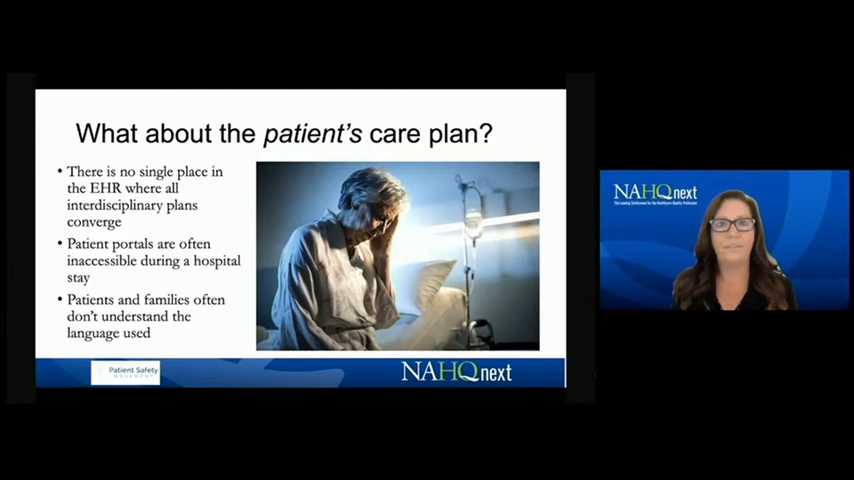 What about the patient's care plan?
• There is no single place in
the EHR where all
interdisciplinary plans
converge
• Patient portals are often
inaccessible during a hospital
stay
• Patients and families often
don't understand the
language used
Patient Safety
MOVEMENT
NAHQnext
NAHQnext
The Leading Conference for the Healthcare Quality Profession